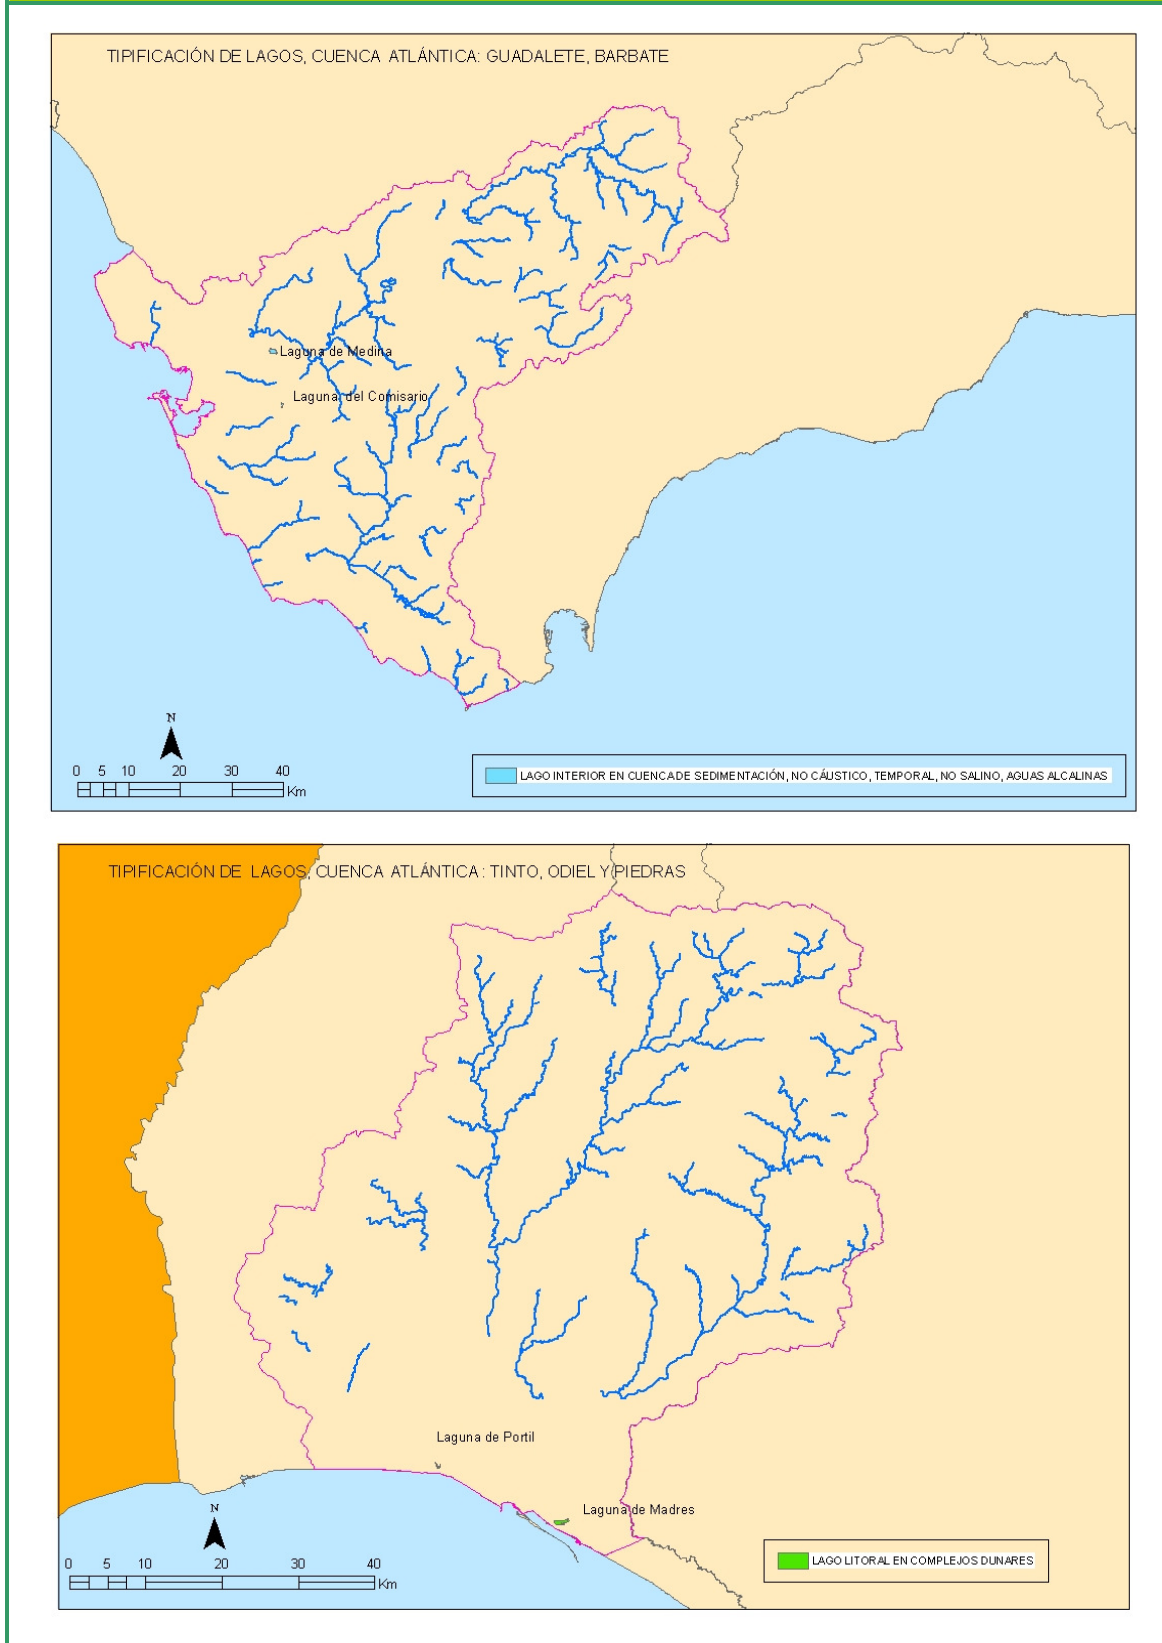 TIPIFICACIÓN DE LAGOS, CUENCA ATLÁNTICA: GUADALETE, BARBATE
Laguna de Medina
Laguna del Comisario
N
0 5 10 20 30 40
Km
LAGO INTERIOR EN CUENCA DE SEDIMENTACIÓN, NO CÁUSTICO, TEMPORAL, NO SALINO, AGUAS ALCALINAS
TIPIFICACIÓN DE LAGOS, CUENCA ATLÁNTICA: TINTO, ODIEL Y PIEDRAS
Laguna de Portil
Laguna de Madres
N
0 5 10 20 30 40
Km
LAGO LITORAL EN COMPLEJOS DUNARES